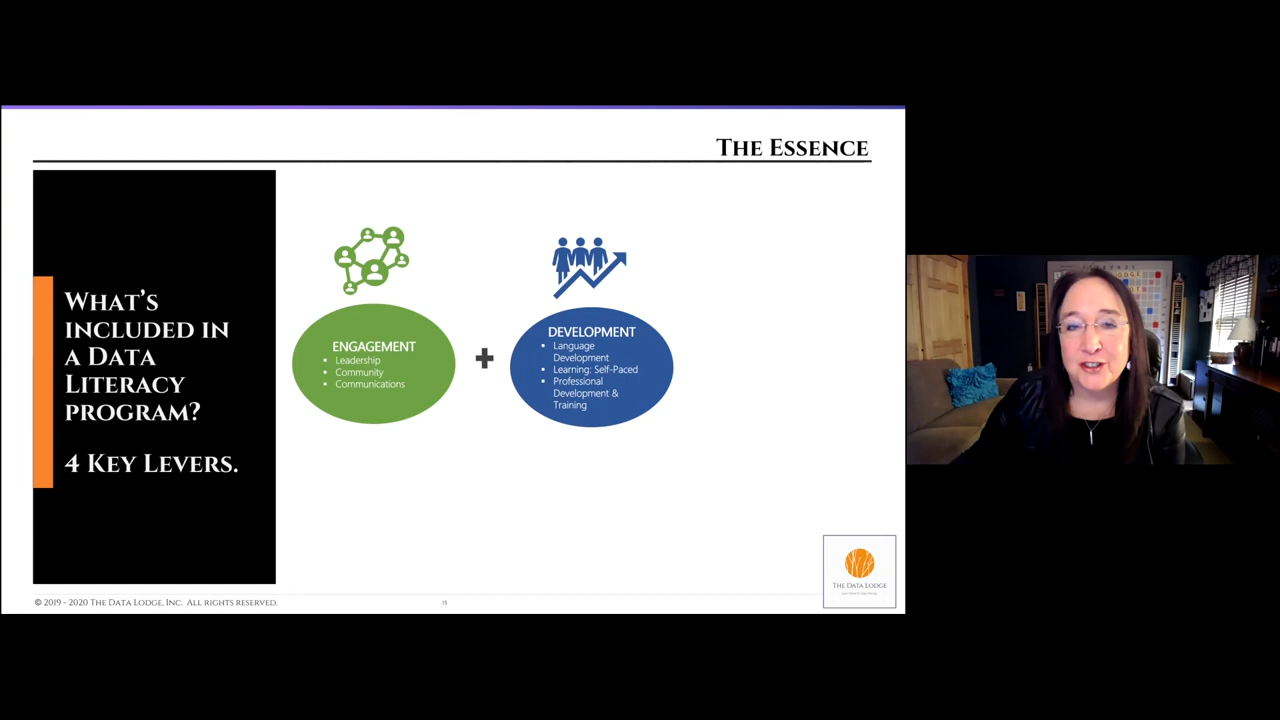 THE ESSENCE
WHAT'S
INCLUDED IN
A DATA
LITERACY
PROGRAM?
4 KEY LEVERS.
ENGAGEMENT
▪ Leadership
▪ Community
▪ Communications
+
DEVELOPMENT
▪ Language
Development
▪ Learning: Self-Paced
▪ Professional
Development &
Training
THE DATA LODGE
© 2019 - 2020 THE DATA LODGE, INC. ALL RIGHTS RESERVED.